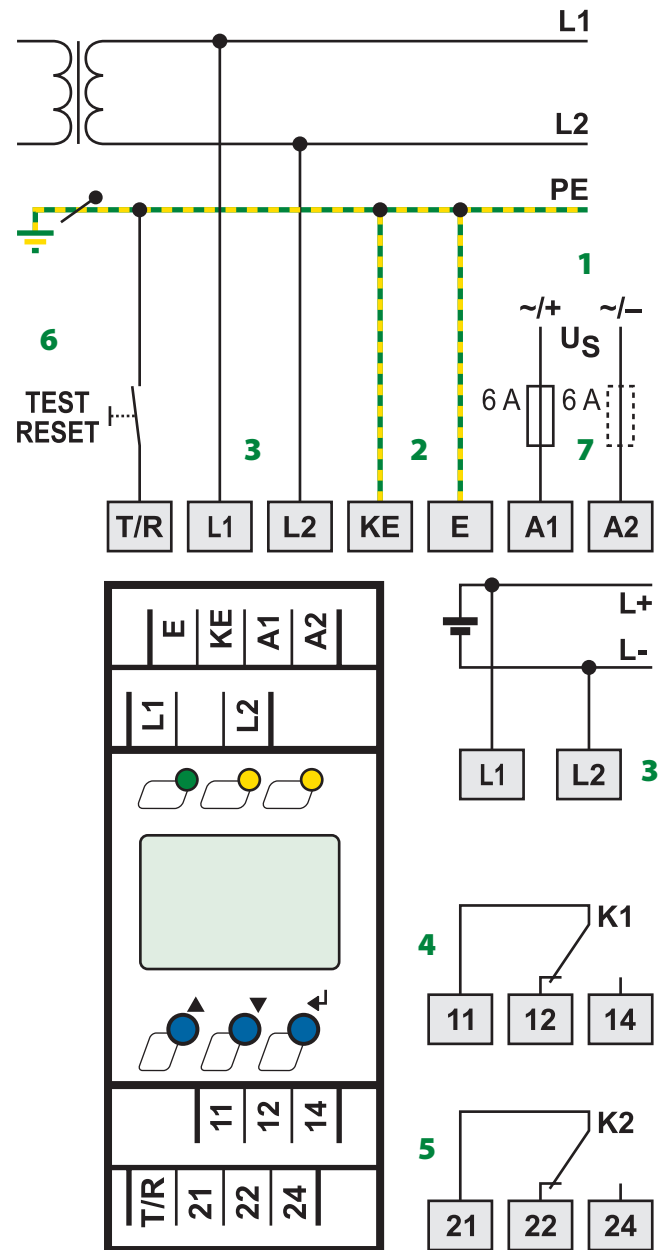 L1
L2
PE
1
~/+ ~/–
US
6
6 A 6 A
TEST
RESET
3 2 7
T/R L1 L2 KE E A1 A2
E KE A1 A2
L1 L2
L+
L-
L1 L2 3
K1
4
11 12 14
11 12 14
K2
5
T/R 21 22 24
21 22 24